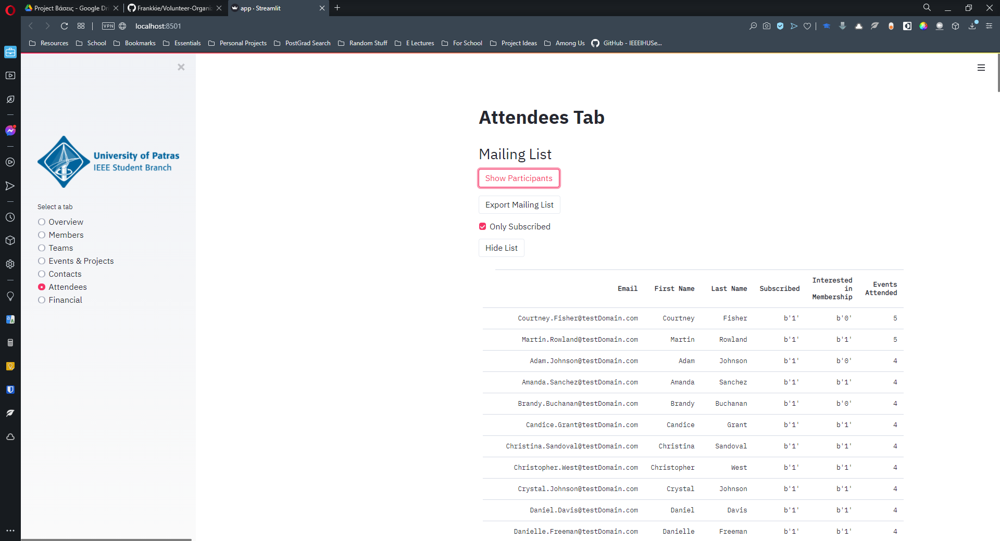 Project Βάσεις - Google Dri
Frankkie/Volunteer-Organiz
app · Streamlit
VPN
localhost:8501
Resources
School
Bookmarks
Essentials
Personal Projects
PostGrad Search
Random Stuff
E Lectures
For School
Project Ideas
Among Us
GitHub - IEEEIHUSe...
University of Patras
IEEE Student Branch
Select a tab
Overview
Members
Teams
Events & Projects
Contacts
Attendees
Financial
Attendees Tab
Mailing List
Show Participants
Export Mailing List
Only Subscribed
Hide List
Email First Name Last Name Subscribed Interested in Membership Events Attended
Courtney.Fisher@testDomain.com Courtney Fisher b'1' b'0' 5
Martin.Rowland@testDomain.com Martin Rowland b'1' b'1' 5
Adam.Johnson@testDomain.com Adam Johnson b'1' b'0' 4
Amanda.Sanchez@testDomain.com Amanda Sanchez b'1' b'1' 4
Brandy.Buchanan@testDomain.com Brandy Buchanan b'1' b'0' 4
Candice.Grant@testDomain.com Candice Grant b'1' b'1' 4
Christina.Sandoval@testDomain.com Christina Sandoval b'1' b'1' 4
Christopher.West@testDomain.com Christopher West b'1' b'1' 4
Crystal.Johnson@testDomain.com Crystal Johnson b'1' b'1' 4
Daniel.Davis@testDomain.com Daniel Davis b'1' b'1' 4
Danielle.Freeman@testDomain.com Danielle Freeman b'1' b'1' 4